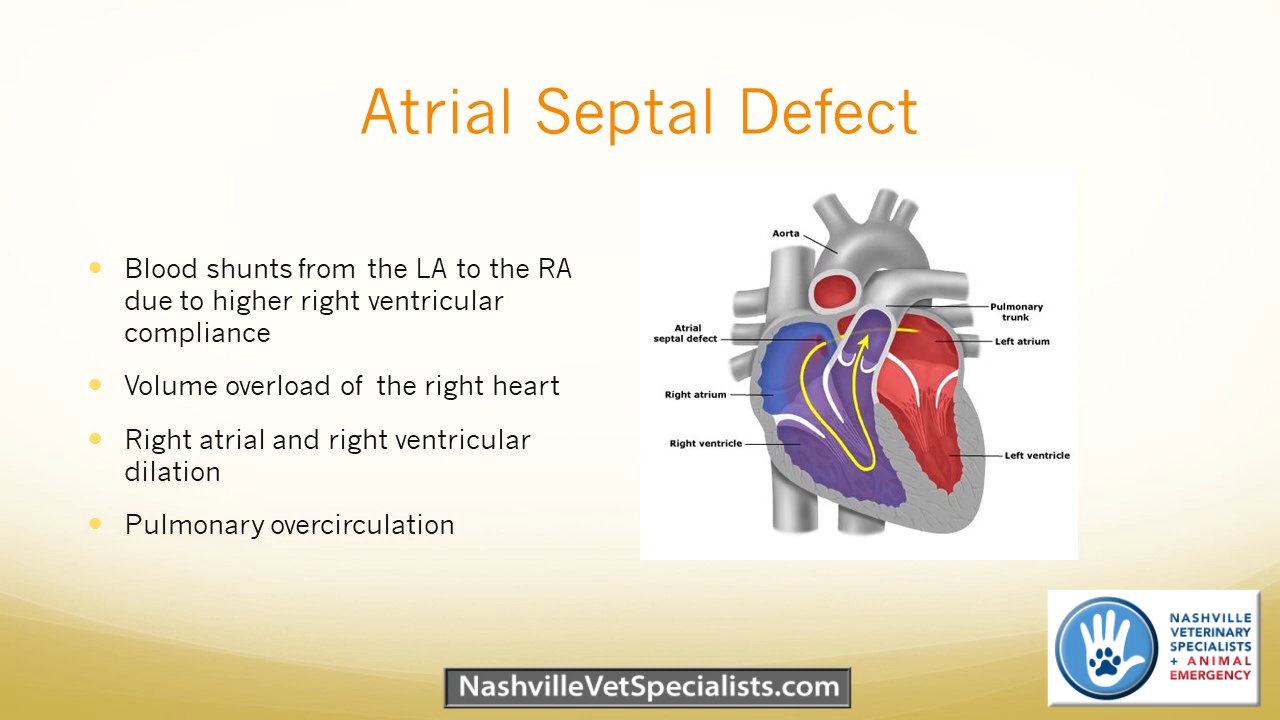 Atrial Septal Defect
Blood shunts from the LA to the RA
due to higher right ventricular
compliance
Volume overload of the right heart
Right atrial and right ventricular
dilation
Pulmonary overcirculation
Aorta
Pulmonary
trunk
Atrial
septal defect
Left atrium
Right atrium
Right ventricle
Left ventricle
NashvilleVetSpecialists.com
NASHVILLE
VETERINARY
SPECIALISTS
+ ANIMAL
EMERGENCY